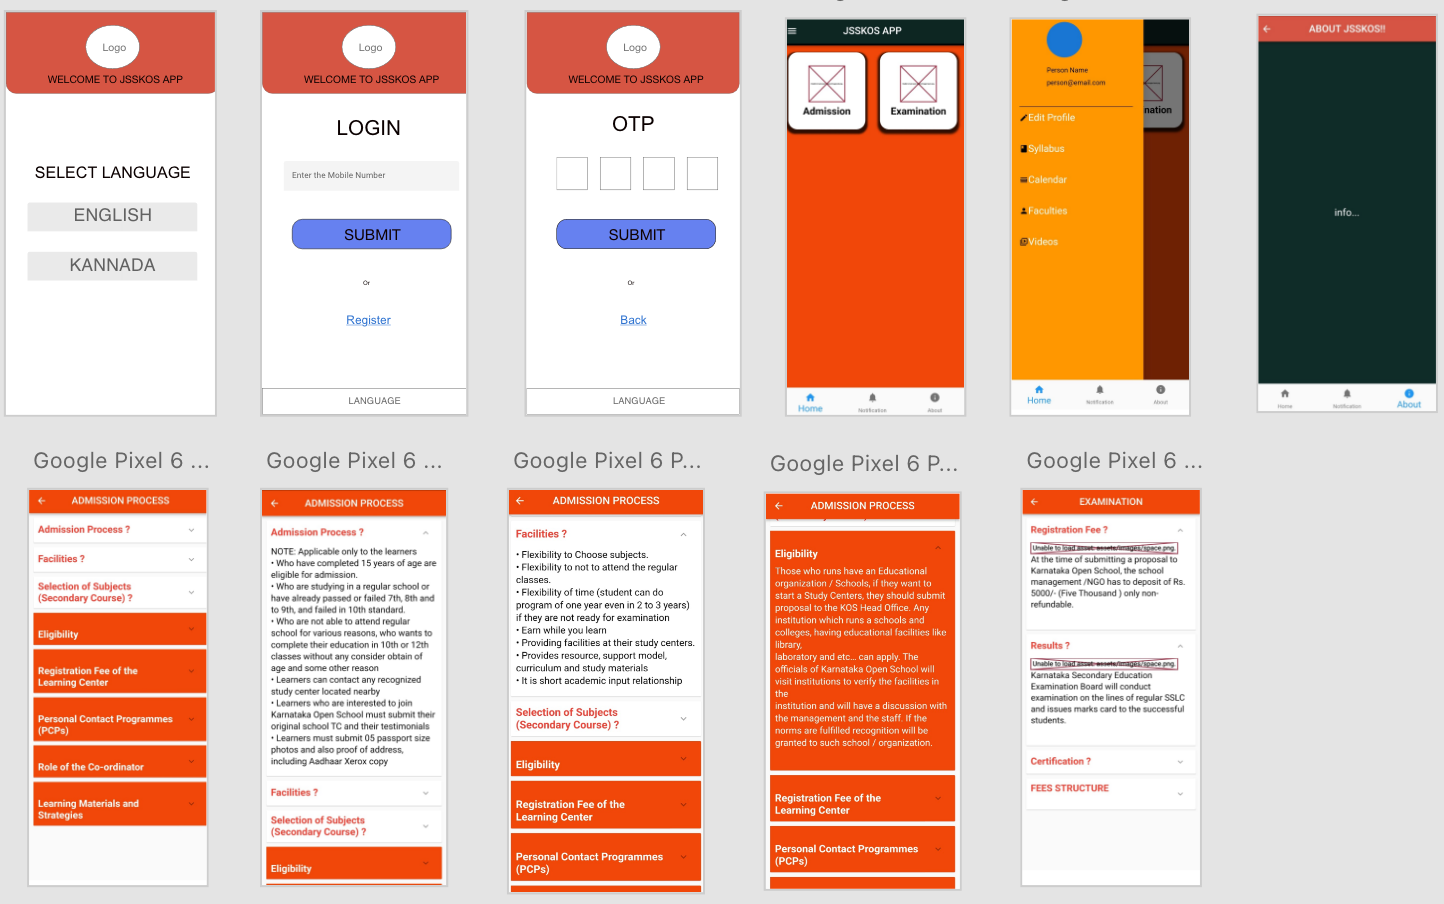 Logo
WELCOME TO JSSKOS APP
SELECT LANGUAGE
ENGLISH
KANNADA
Logo
WELCOME TO JSSKOS APP
LOGIN
Enter the Mobile Number
SUBMIT
Or
Register
LANGUAGE
Logo
WELCOME TO JSSKOS APP
OTP
SUBMIT
Or
Back
LANGUAGE
JSSKOS APP
Admission
Examination
Home
Notification
About
Person Name
person@email.com
nation
Edit Profile
Syllabus
Calendar
Faculties
Videos
Home
Notification
About
ABOUT JSSKOS!!
info...
Home
Notification
About
Google Pixel 6 ...
ADMISSION PROCESS
Admission Process ?
Facilities ?
Selection of Subjects
(Secondary Course) ?
Eligibility
Registration Fee of the
Learning Center
Personal Contact Programmes
(PCPs)
Role of the Co-ordinator
Learning Materials and
Strategies
Google Pixel 6 ...
ADMISSION PROCESS
Admission Process ?
NOTE: Applicable only to the learners
• Who have completed 15 years of age are
eligible for admission.
• Who are studying in a regular school or
have already passed or failed 7th, 8th and
to 9th, and failed in 10th standard.
• Who are not able to attend regular
school for various reasons, who wants to
complete their education in 10th or 12th
classes without any consider obtain of
age and some other reason
• Learners can contact any recognized
study center located nearby
• Learners who are interested to join
Karnataka Open School must submit their
original school TC and their testimonials
• Learners must submit 05 passport size
photos and also proof of address,
including Aadhaar Xerox copy
Facilities ?
Selection of Subjects
(Secondary Course) ?
Eligibility
Google Pixel 6 P...
ADMISSION PROCESS
Facilities ?
• Flexibility to Choose subjects.
• Flexibility to not to attend the regular
classes.
• Flexibility of time (student can do
program of one year even in 2 to 3 years)
if they are not ready for examination
• Earn while you learn
• Providing facilities at their study centers.
• Provides resource, support model,
curriculum and study materials
• It is short academic input relationship
Selection of Subjects
(Secondary Course) ?
Eligibility
Registration Fee of the
Learning Center
Personal Contact Programmes
(PCPs)
Google Pixel 6 P...
ADMISSION PROCESS
Eligibility
Those who runs have an Educational
organization / Schools, if they want to
start a Study Centers, they should submit
proposal to the KOS Head Office. Any
institution which runs a schools and
colleges, having educational facilities like
library,
laboratory and etc... can apply. The
officials of Karnataka Open School will
visit institutions to verify the facilities in
the
institution and will have a discussion with
the management and the staff. If the
norms are fulfilled recognition will be
granted to such school / organization.
Registration Fee of the
Learning Center
Personal Contact Programmes
(PCPs)
Google Pixel 6 ...
EXAMINATION
Registration Fee ?
Unable to load asset: assets/images/space.png.
At the time of submitting a proposal to
Karnataka Open School, the school
management /NGO has to deposit of Rs.
5000/- (Five Thousand ) only non-
refundable.
Results ?
Unable to load asset: assets/images/space.png.
Karnataka Secondary Education
Examination Board will conduct
examination on the lines of regular SSLC
and issues marks card to the successful
students.
Certification ?
FEES STRUCTURE